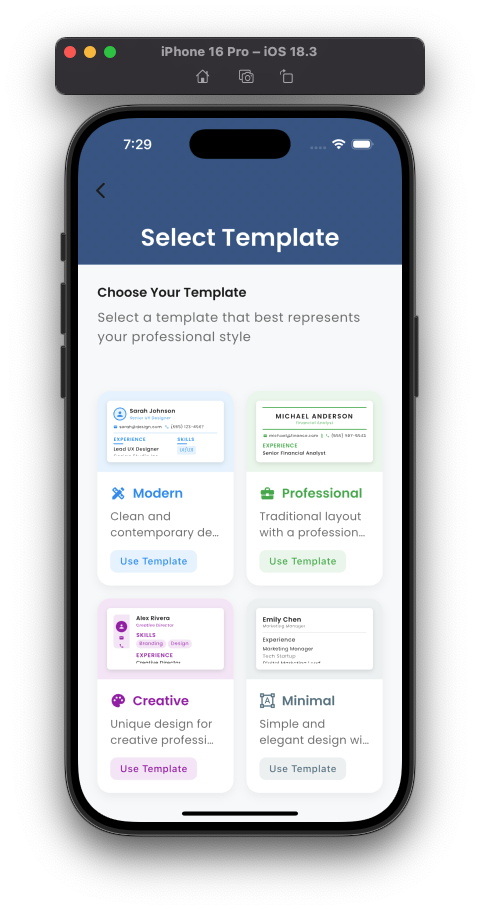 iPhone 16 Pro – iOS 18.3
7:29
Select Template
Choose Your Template
Select a template that best represents
your professional style
Sarah Johnson
Senior UX Designer
sarah@design.com (555) 123-4567
EXPERIENCE SKILLS
Lead UX Designer UI/UX
Modern
Clean and
contemporary de...
Use Template
MICHAEL ANDERSON
Financial Analyst
michael@finance.com | (555) 987-6543
EXPERIENCE
Senior Financial Analyst
Professional
Traditional layout
with a profession...
Use Template
Alex Rivera
Creative Director
SKILLS
Branding Design
EXPERIENCE
Creative Director
Creative
Unique design for
creative professi...
Use Template
Emily Chen
Marketing Manager
Experience
Marketing Manager
Tech Startup
Digital Marketing Lead
Minimal
Simple and
elegant design wi...
Use Template